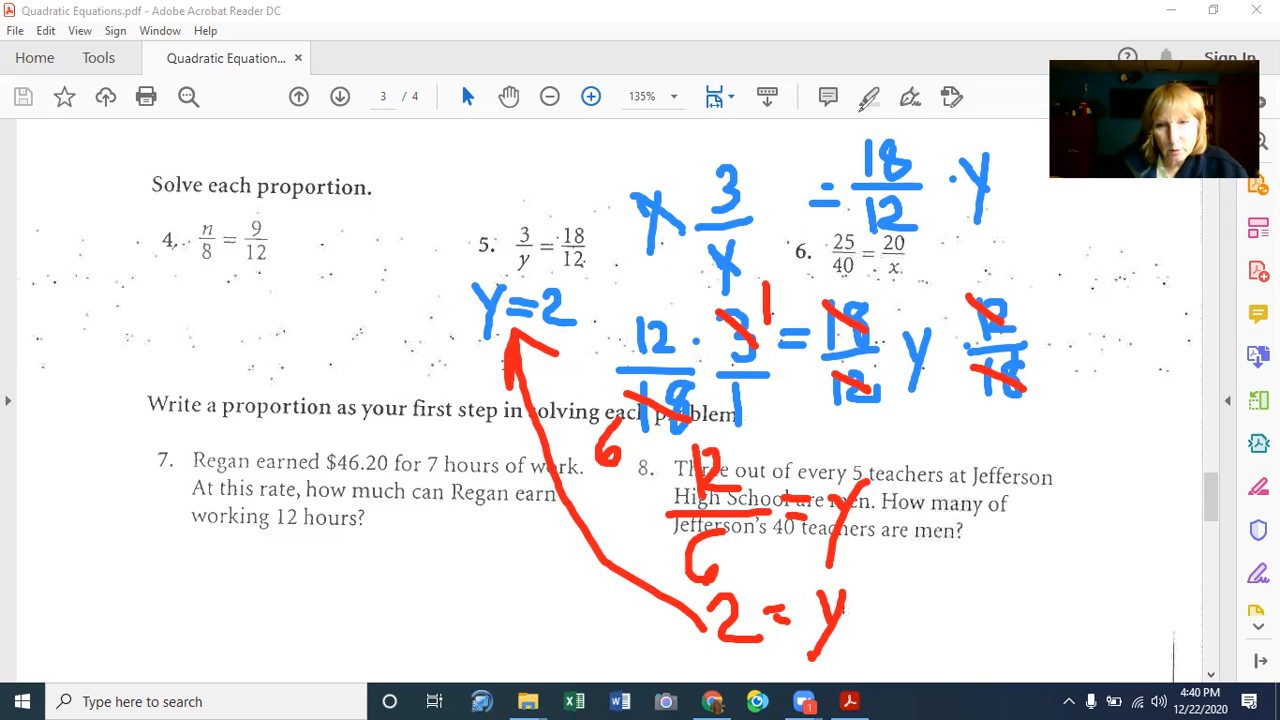 Quadratic Equations.pdf - Adobe Acrobat Reader DC
File Edit View Sign Window Help
Home Tools Quadratic Equation... × Sign In
3 / 4 135%
Solve each proportion.
4. n/8 = 9/12
5. 3/y = 18/12
6. 25/40 = 20/x
y 3/y = 18/12 · y
y = 2
12/18 · 3/1 = 18/12 y · 12/18
1
6
12/6 = y
2 = y
Write a proportion as your first step in solving each problem
7. Regan earned $46.20 for 7 hours of work.
At this rate, how much can Regan earn
working 12 hours?
8. Three out of every 5 teachers at Jefferson
High School are men. How many of
Jefferson's 40 teachers are men?
Type here to search
4:40 PM
12/22/2020